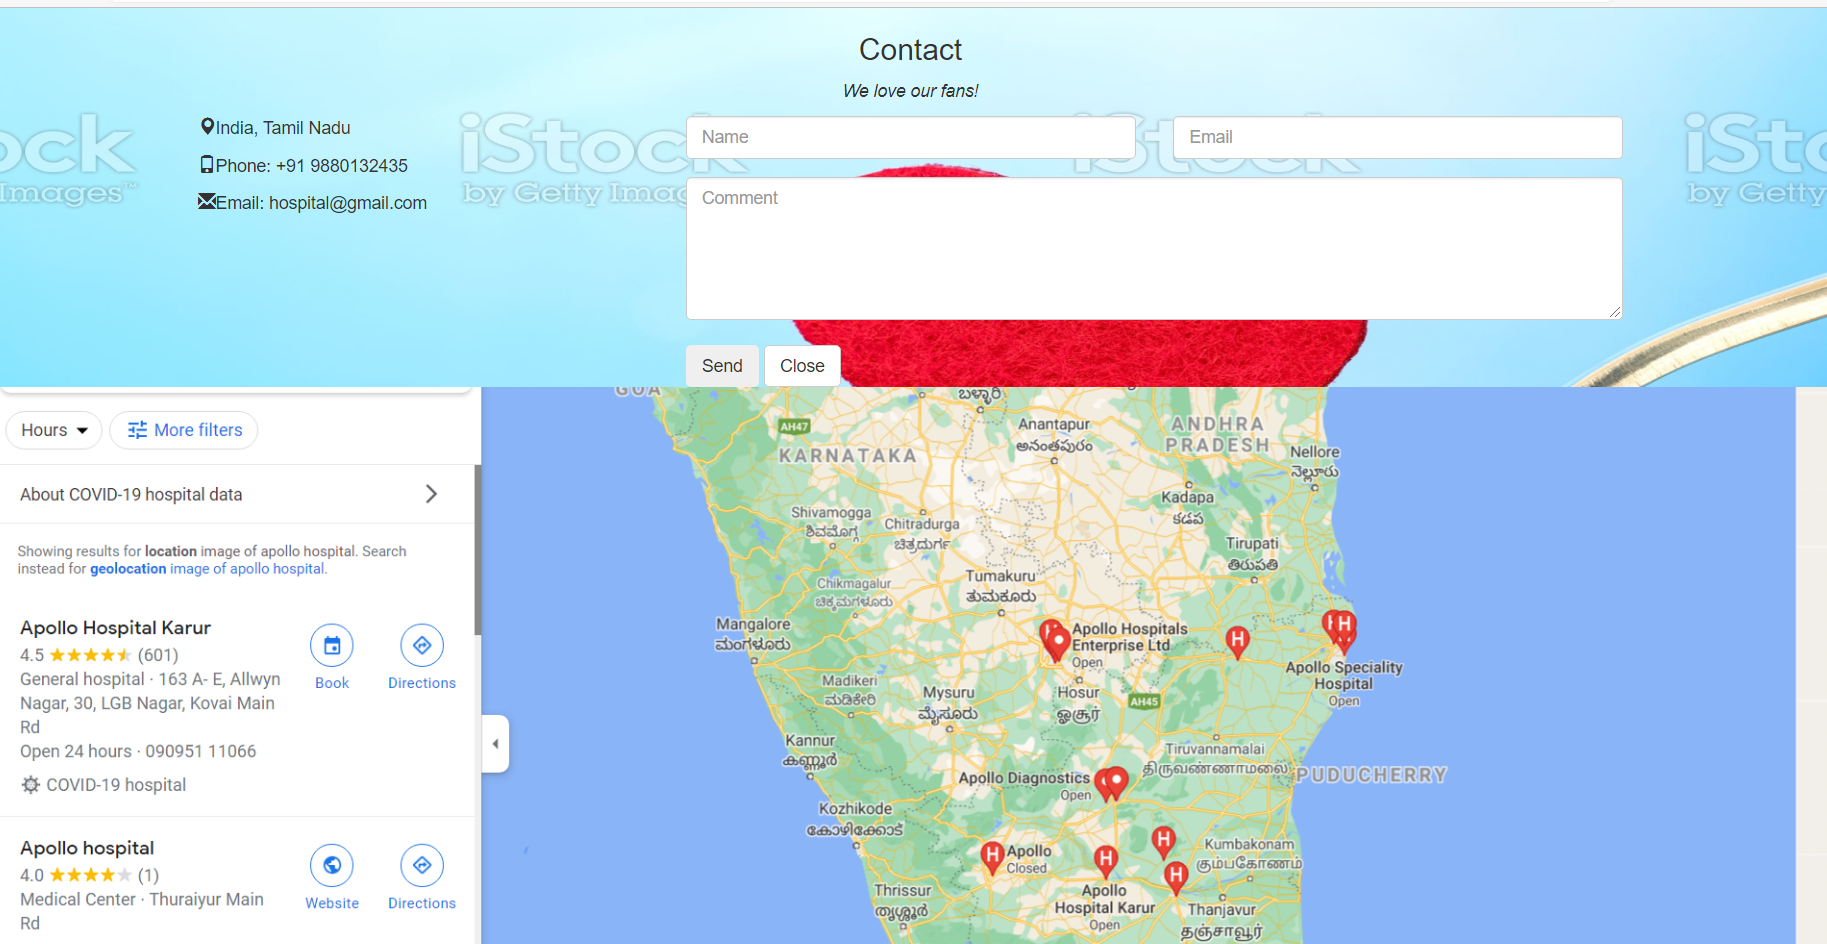 Contact
We love our fans!
India, Tamil Nadu
Phone: +91 9880132435
Email: hospital@gmail.com
Name
Email
Comment
Send
Close
iStock
by Getty Images™
Hours
More filters
About COVID-19 hospital data
Showing results for location image of apollo hospital. Search
instead for geolocation image of apollo hospital.
Apollo Hospital Karur
4.5 (601)
General hospital · 163 A- E, Allwyn
Nagar, 30, LGB Nagar, Kovai Main
Rd
Open 24 hours · 090951 11066
COVID-19 hospital
Book
Directions
Apollo hospital
4.0 (1)
Medical Center · Thuraiyur Main
Rd
Website
Directions
GOA
ಬಳ್ಳಾರಿ
AH47
KARNATAKA
Anantapur
అనంతపురం
ANDHRA
PRADESH
Nellore
నెల్లూరు
Kadapa
కడప
Shivamogga
ಶಿವಮೊಗ್ಗ
Chitradurga
ಚಿತ್ರದುರ್ಗ
Tirupati
తిరుపతి
Tumakuru
ತುಮಕೂರು
Chikmagalur
ಚಿಕ್ಕಮಗಳೂರು
Mangalore
ಮಂಗಳೂರು
Apollo Hospitals
Enterprise Ltd
Open
Apollo Speciality
Hospital
Open
Madikeri
ಮಡಿಕೇರಿ
Mysuru
ಮೈಸೂರು
Hosur
ஓசூர்
AH45
Kannur
കണ്ണൂർ
Tiruvannamalai
திருவண்ணாமலை
PUDUCHERRY
Apollo Diagnostics
Open
Kozhikode
കോഴിക്കോട്
Apollo
Closed
Kumbakonam
கும்பகோணம்
Thrissur
തൃശ്ശൂർ
Apollo
Hospital Karur
Open
Thanjavur
தஞ்சாவூர்